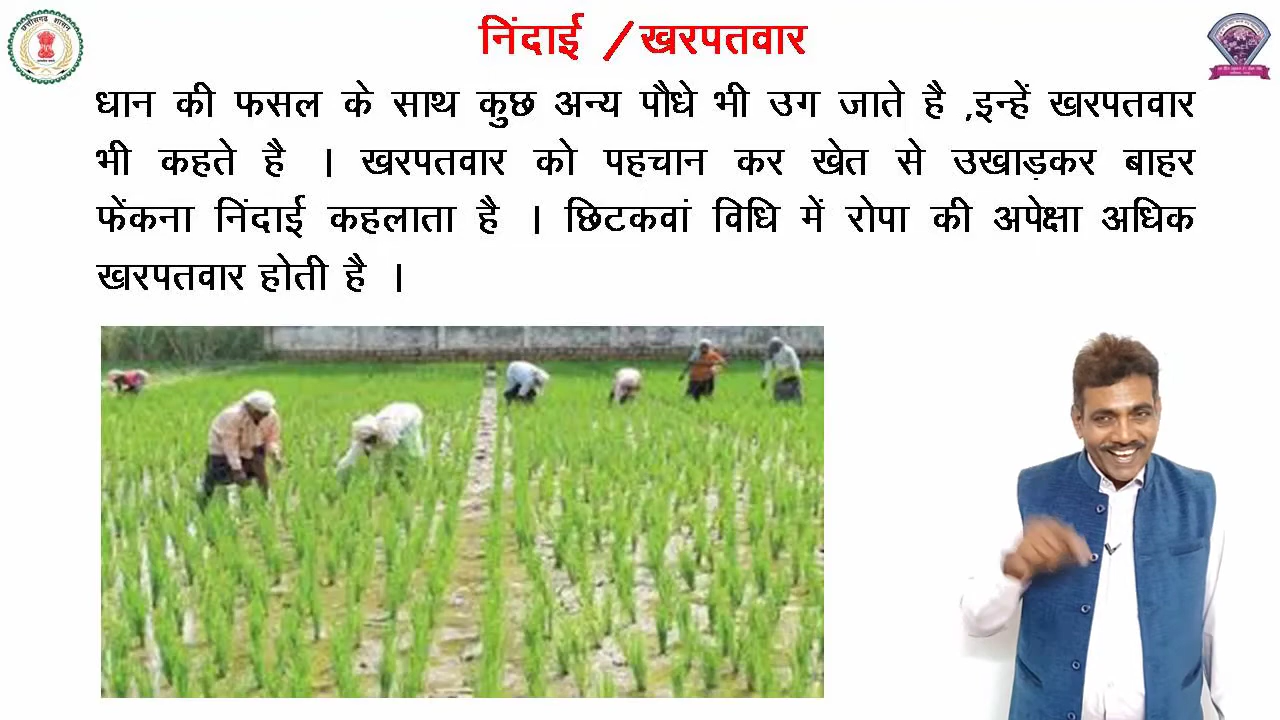 निंदाई /खरपतवार
धान की फसल के साथ कुछ अन्य पौधे भी उग जाते है ,इन्हें खरपतवार
भी कहते है ।  खरपतवार को पहचान कर खेत से उखाड़कर बाहर
फेंकना निंदाई कहलाता है । छिटकवां विधि में रोपा की अपेक्षा अधिक
खरपतवार होती है ।